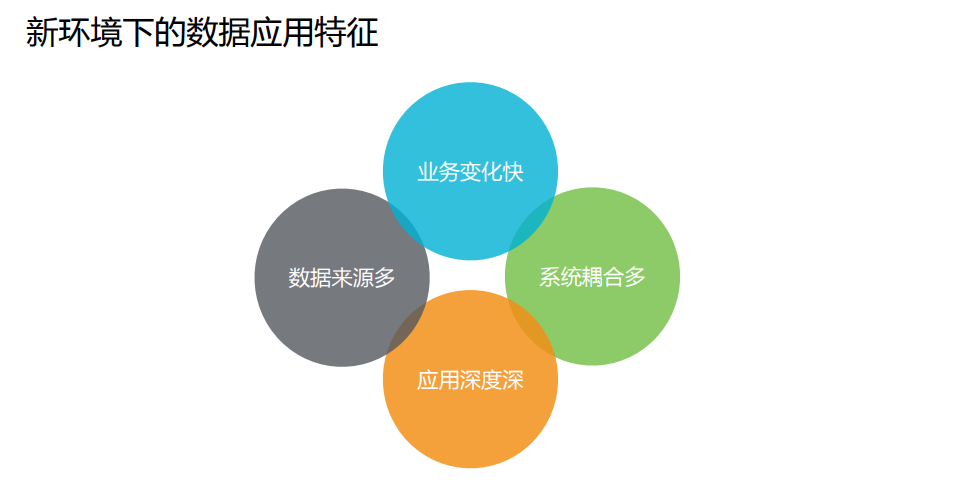 新环境下的数据应用特征
业务变化快
数据来源多
系统耦合多
应用深度深